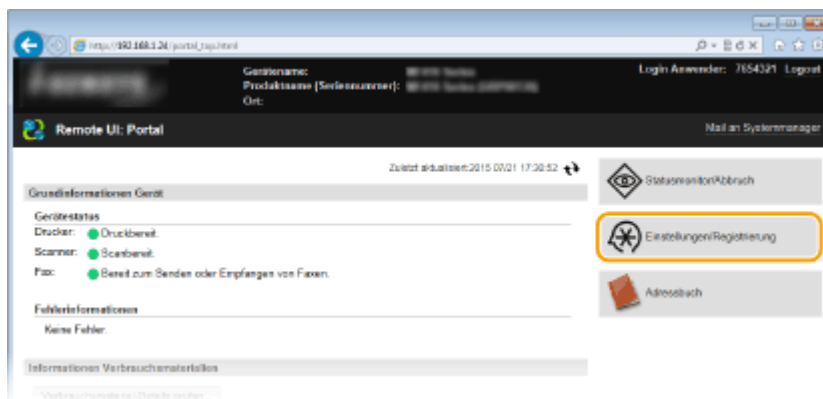 http://192.168.1.24/portal_top.html
Gerätename:
Produktname (Seriennummer):
Ort:
Login Anwender: 7654321 Logout
Remote UI: Portal
Mail an Systemmanager
Zuletzt aktualisiert:2015 07/21 17:30:52
Grundinformationen Gerät
Gerätestatus
Drucker: Druckbereit.
Scanner: Scanbereit.
Fax: Bereit zum Senden oder Empfangen von Faxen.
Fehlerinformationen
Keine Fehler.
Informationen Verbrauchsmaterialien
Statusmonitor/Abbruch
Einstellungen/Registrierung
Adressbuch